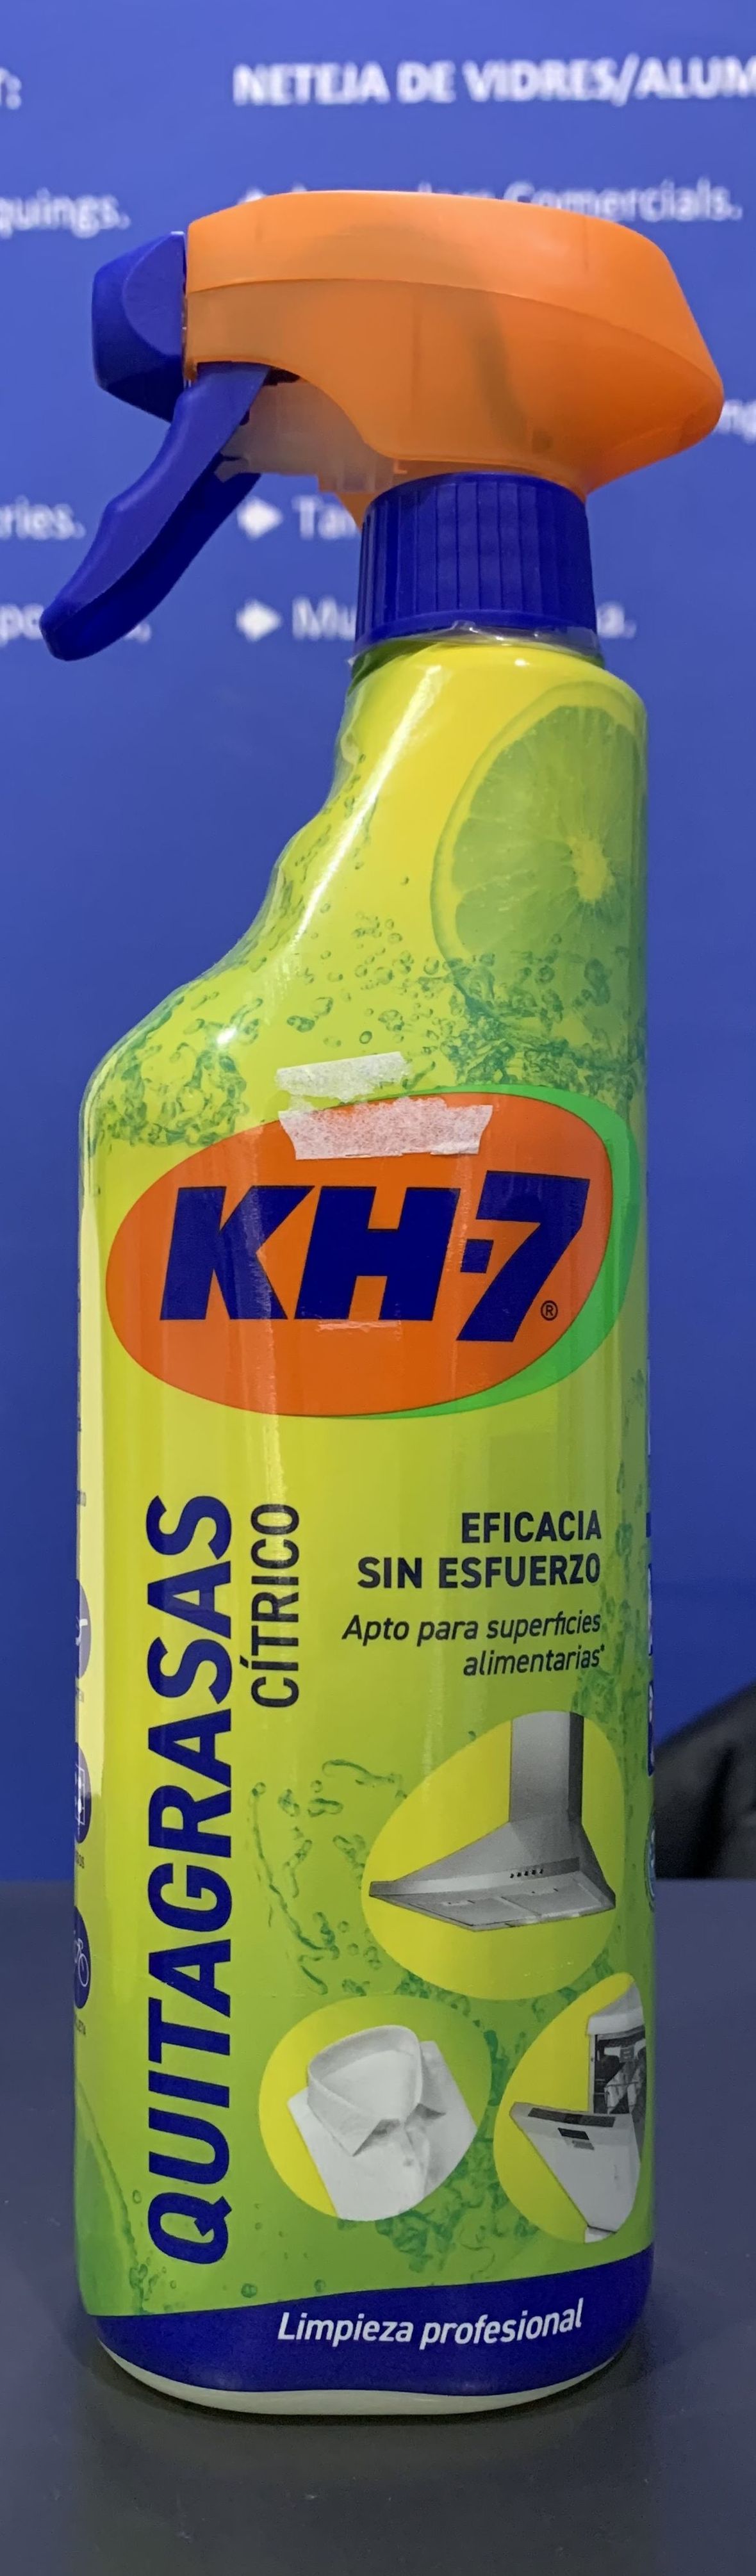 NETEJA DE VIDRES/ALUM
quings.
Comercials.
KH-7®
QUITAGRASAS
CÍTRICO
EFICACIA
SIN ESFUERZO
Apto para superficies
alimentarias*
Limpieza profesional